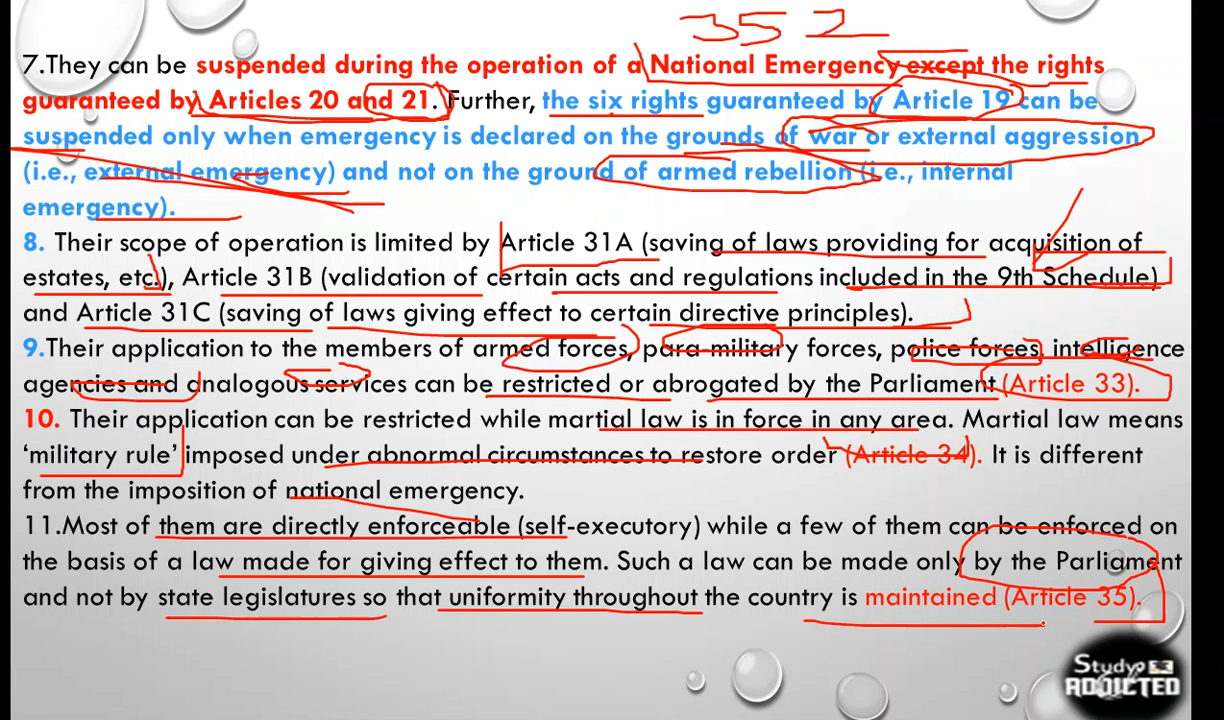 352
7.They can be suspended during the operation of a National Emergency except the rights
guaranteed by Articles 20 and 21. Further, the six rights guaranteed by Article 19 can be
suspended only when emergency is declared on the grounds of war or external aggression
(i.e., external emergency) and not on the ground of armed rebellion (i.e., internal
emergency).
8. Their scope of operation is limited by Article 31A (saving of laws providing for acquisition of
estates, etc.), Article 31B (validation of certain acts and regulations included in the 9th Schedule)
and Article 31C (saving of laws giving effect to certain directive principles).
9.Their application to the members of armed forces, para-military forces, police forces, intelligence
agencies and analogous services can be restricted or abrogated by the Parliament (Article 33).
10. Their application can be restricted while martial law is in force in any area. Martial law means
‘military rule’ imposed under abnormal circumstances to restore order (Article 34). It is different
from the imposition of national emergency.
11.Most of them are directly enforceable (self-executory) while a few of them can be enforced on
the basis of a law made for giving effect to them. Such a law can be made only by the Parliament
and not by state legislatures so that uniformity throughout the country is maintained (Article 35).
Study
ADDICTED